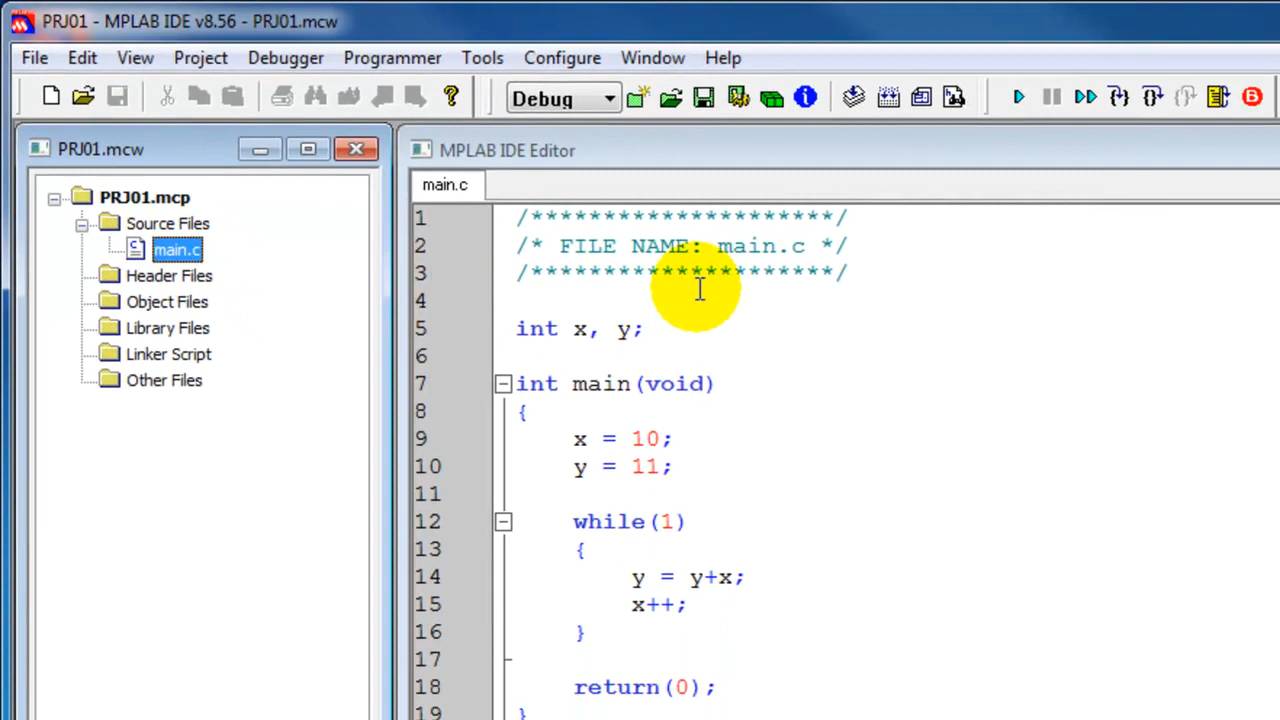 PRJ01 - MPLAB IDE v8.56 - PRJ01.mcw
File Edit View Project Debugger Programmer Tools Configure Window Help
Debug
PRJ01.mcw
PRJ01.mcp
Source Files
main.c
Header Files
Object Files
Library Files
Linker Script
Other Files
MPLAB IDE Editor
main.c
1 /*********************/
2 /* FILE NAME: main.c */
3 /*********************/
4
5 int x, y;
6
7 int main(void)
8 {
9 x = 10;
10 y = 11;
11
12 while(1)
13 {
14 y = y+x;
15 x++;
16 }
17
18 return(0);
19 }